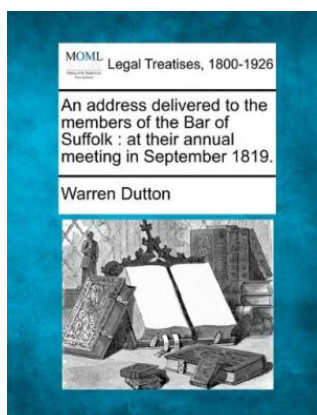 MOML
Legal Treatises, 1800-1926
An address delivered to the
members of the Bar of
Suffolk : at their annual
meeting in September 1819.
Warren Dutton